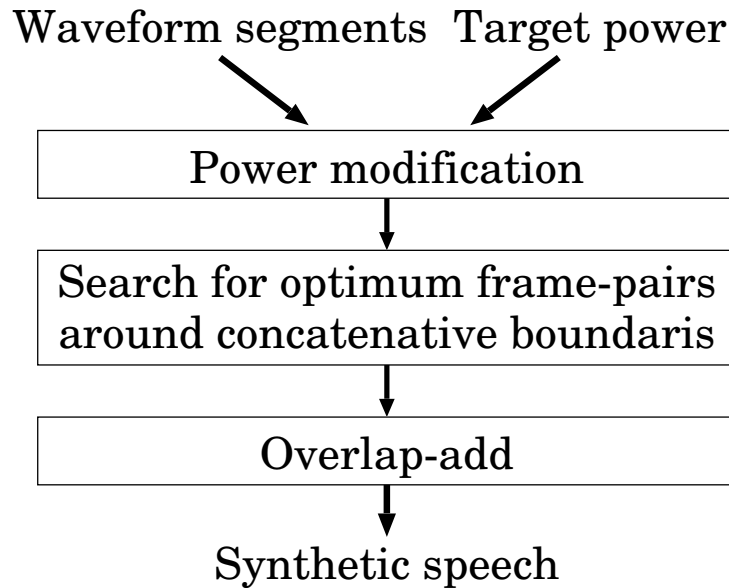 Waveform segments Target power
Power modification
Search for optimum frame-pairs
around concatenative boundaris
Overlap-add
Synthetic speech